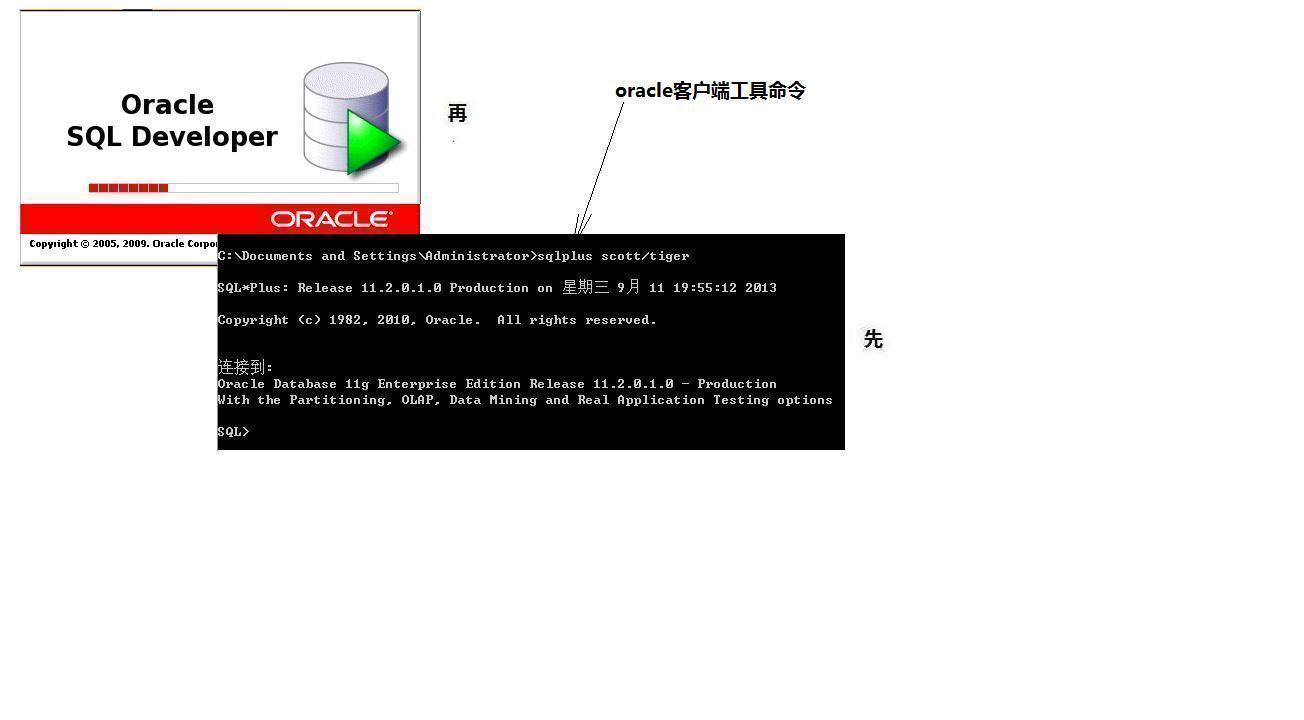 Oracle
SQL Developer
再
oracle客户端工具命令
ORACLE
Copyright © 2005, 2009. Oracle
C:\Documents and Settings\Administrator>sqlplus scott/tiger
SQL*Plus: Release 11.2.0.1.0 Production on 星期三 9月 11 19:55:12 2013
Copyright (c) 1982, 2010, Oracle.  All rights reserved.
先
连接到:
Oracle Database 11g Enterprise Edition Release 11.2.0.1.0 - Production
With the Partitioning, OLAP, Data Mining and Real Application Testing options
SQL>